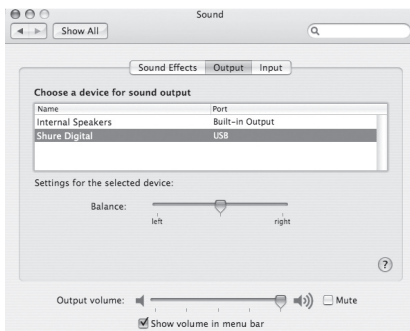 Sound
Show All
Sound Effects Output Input
Choose a device for sound output
Name Port
Internal Speakers Built-in Output
Shure Digital USB
Settings for the selected device:
Balance:
left right
?
Output volume: Mute
Show volume in menu bar